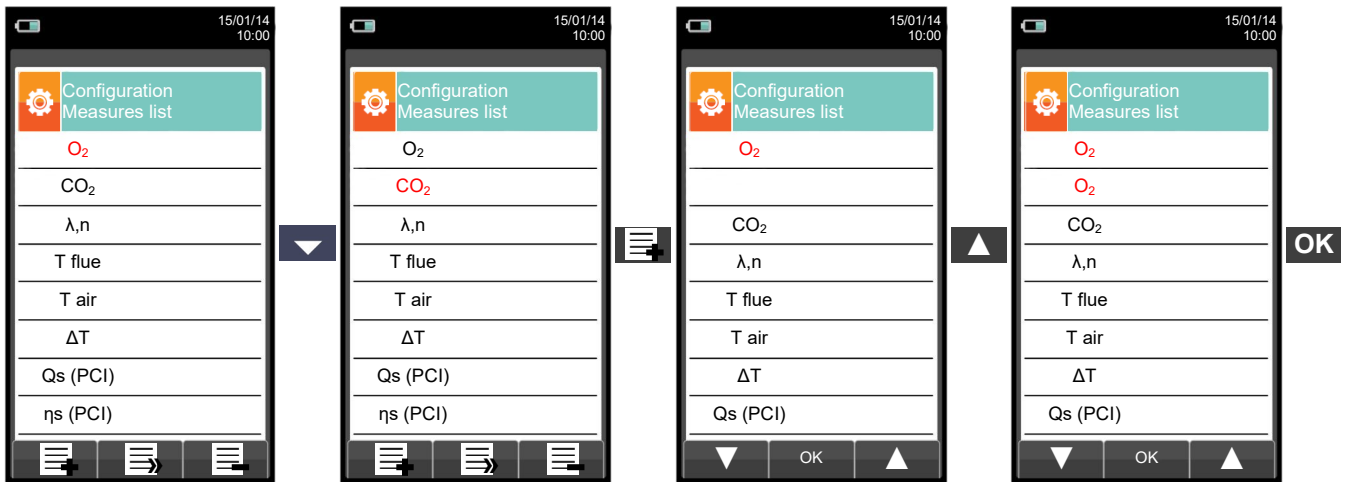 15/01/14
10:00
Configuration
Measures list
O₂
CO₂
λ,n
T flue
T air
ΔT
Qs (PCI)
ηs (PCI)
15/01/14
10:00
Configuration
Measures list
O₂
CO₂
λ,n
T flue
T air
ΔT
Qs (PCI)
ηs (PCI)
15/01/14
10:00
Configuration
Measures list
O₂
CO₂
λ,n
T flue
T air
ΔT
Qs (PCI)
OK
15/01/14
10:00
Configuration
Measures list
O₂
O₂
CO₂
λ,n
T flue
T air
ΔT
Qs (PCI)
OK
OK